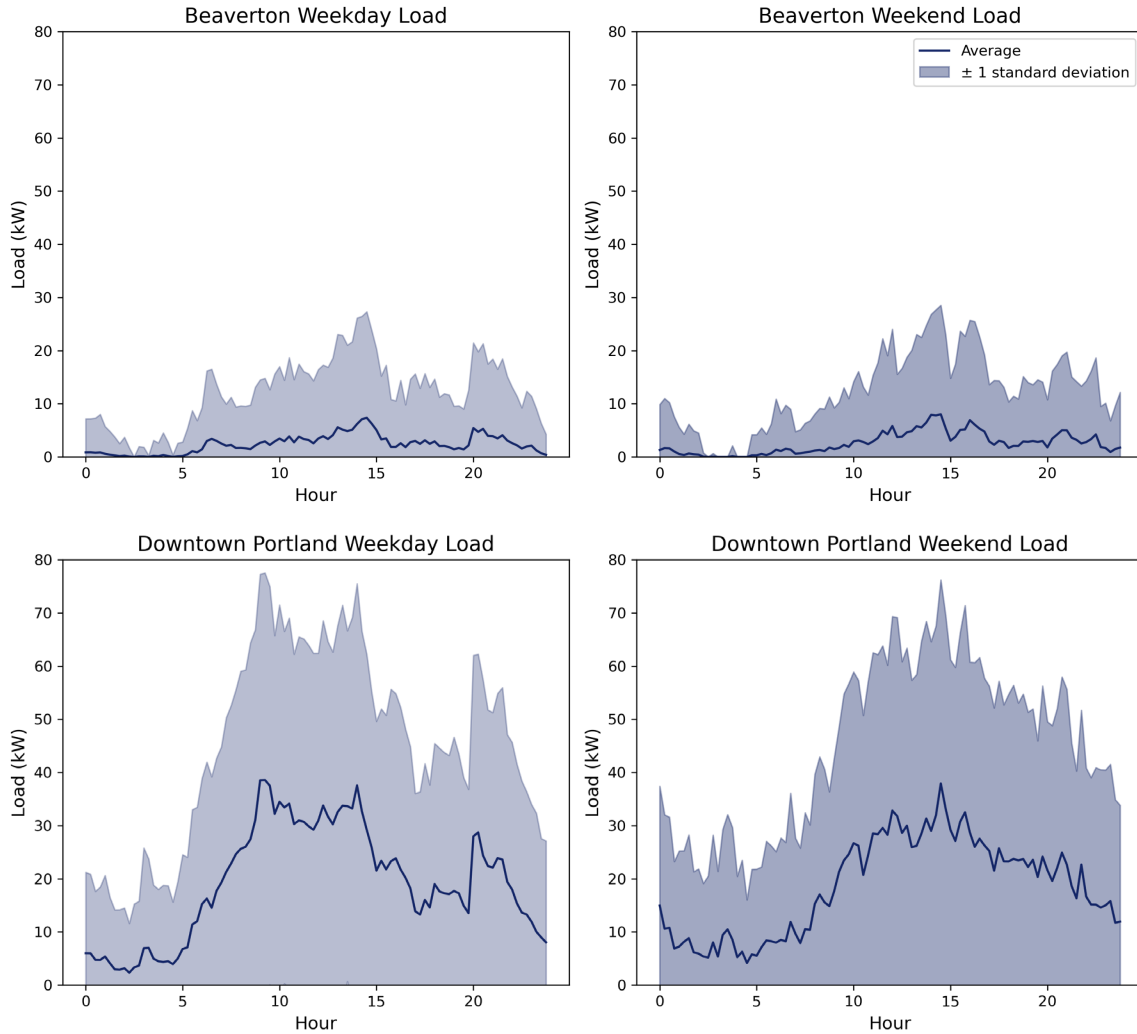 Beaverton Weekday Load
80
70
60
50
40
30
20
10
0
Load (kW)
0 5 10 15 20
Hour
Beaverton Weekend Load
Average
± 1 standard deviation
80
70
60
50
40
30
20
10
0
Load (kW)
0 5 10 15 20
Hour
Downtown Portland Weekday Load
80
70
60
50
40
30
20
10
0
Load (kW)
0 5 10 15 20
Hour
Downtown Portland Weekend Load
80
70
60
50
40
30
20
10
0
Load (kW)
0 5 10 15 20
Hour